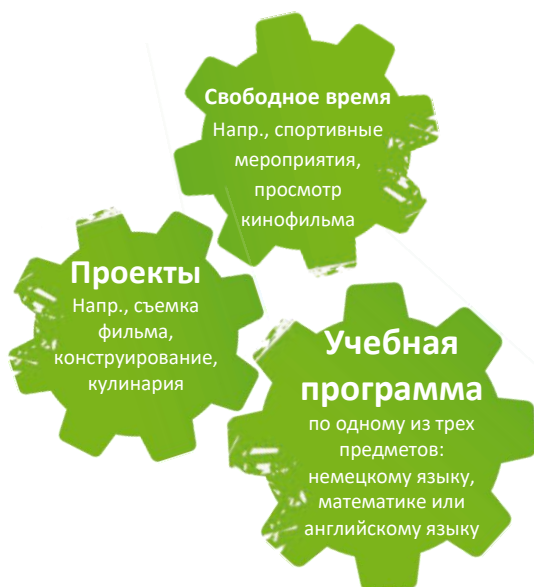 Свободное время
Напр., спортивные
мероприятия,
просмотр
кинофильма
Проекты
Напр., съемка
фильма,
конструирование,
кулинария
Учебная
программа
по одному из трех
предметов:
немецкому языку,
математике или
английскому языку